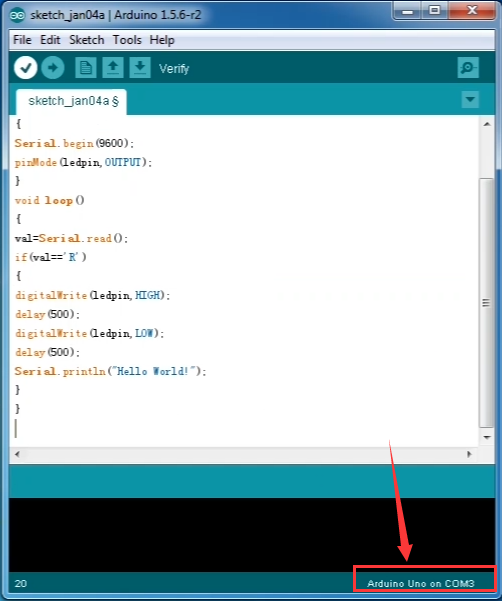 sketch_jan04a | Arduino 1.5.6-r2
File Edit Sketch Tools Help
Verify
sketch_jan04a §
{
Serial.begin(9600);
pinMode(ledpin,OUTPUT);
}
void loop()
{
val=Serial.read();
if(val=='R')
{
digitalWrite(ledpin,HIGH);
delay(500);
digitalWrite(ledpin,LOW);
delay(500);
Serial.println("Hello World!");
}
}
20
Arduino Uno on COM3